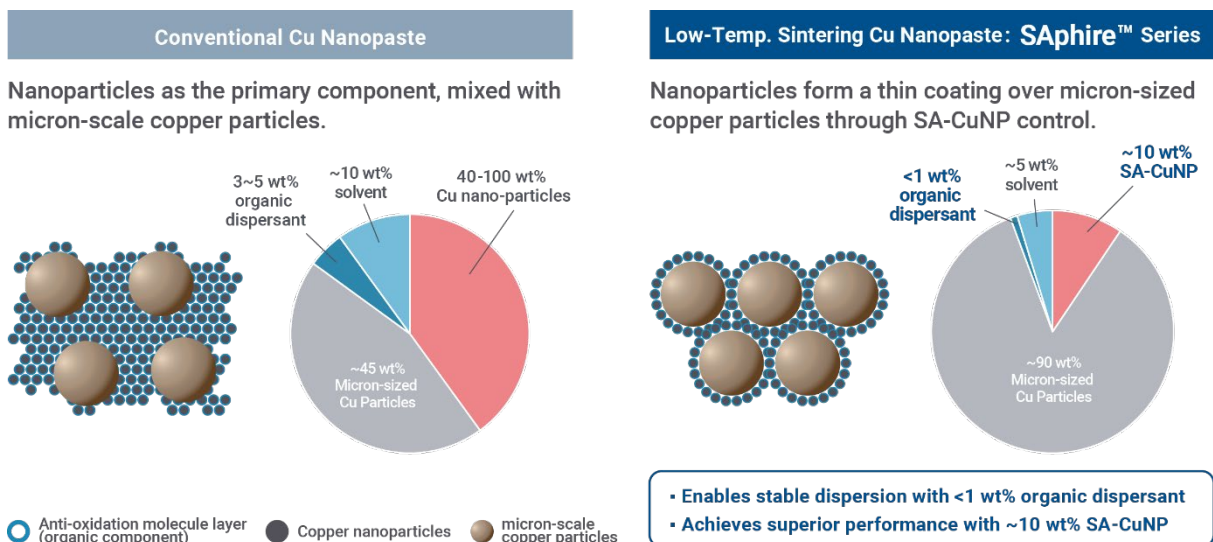 Conventional Cu Nanopaste
Nanoparticles as the primary component, mixed with
micron-scale copper particles.
3~5 wt%
organic
dispersant
~10 wt%
solvent
40-100 wt%
Cu nano-particles
~45 wt%
Micron-sized
Cu Particles
Anti-oxidation molecule layer
(organic component)
Copper nanoparticles
micron-scale
copper particles
Low-Temp. Sintering Cu Nanopaste: SAphire™ Series
Nanoparticles form a thin coating over micron-sized
copper particles through SA-CuNP control.
<1 wt%
organic
dispersant
~5 wt%
solvent
~10 wt%
SA-CuNP
~90 wt%
Micron-sized
Cu Particles
▪ Enables stable dispersion with <1 wt% organic dispersant
▪ Achieves superior performance with ~10 wt% SA-CuNP